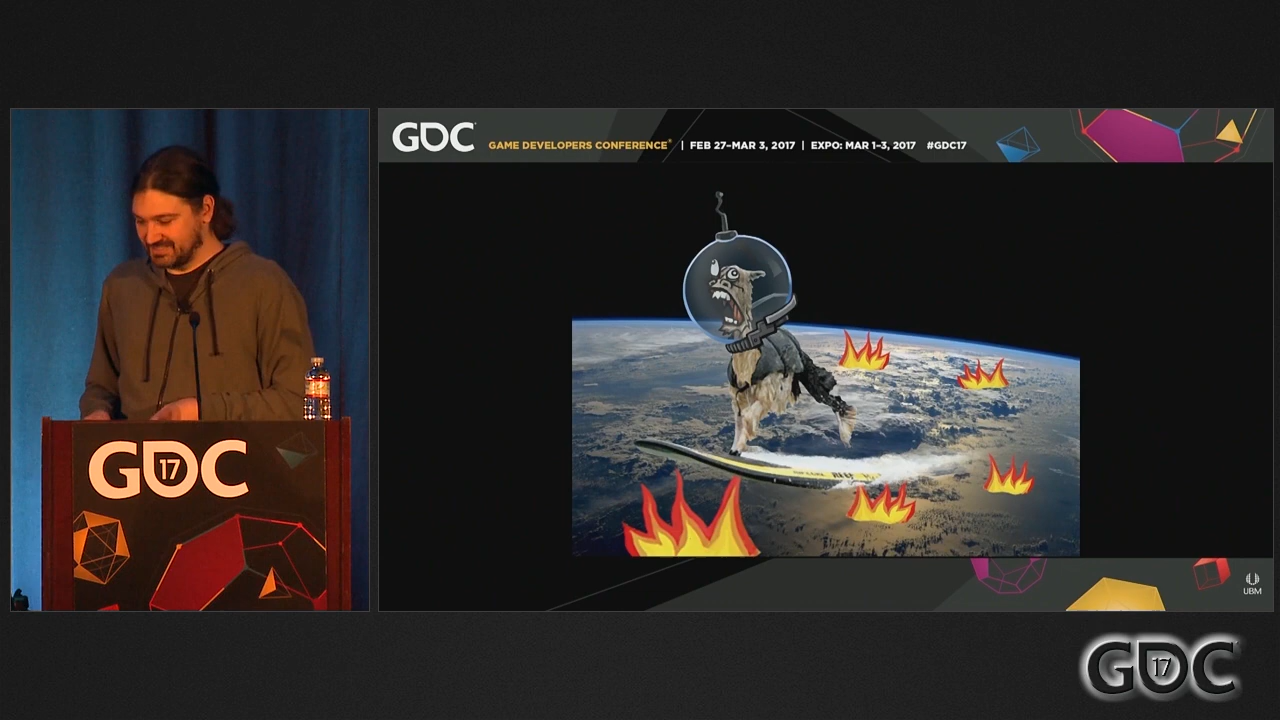 GDC
GAME DEVELOPERS CONFERENCE® | FEB 27–MAR 3, 2017 | EXPO: MAR 1–3, 2017 #GDC17
GDC
17
UBM
GDC
17